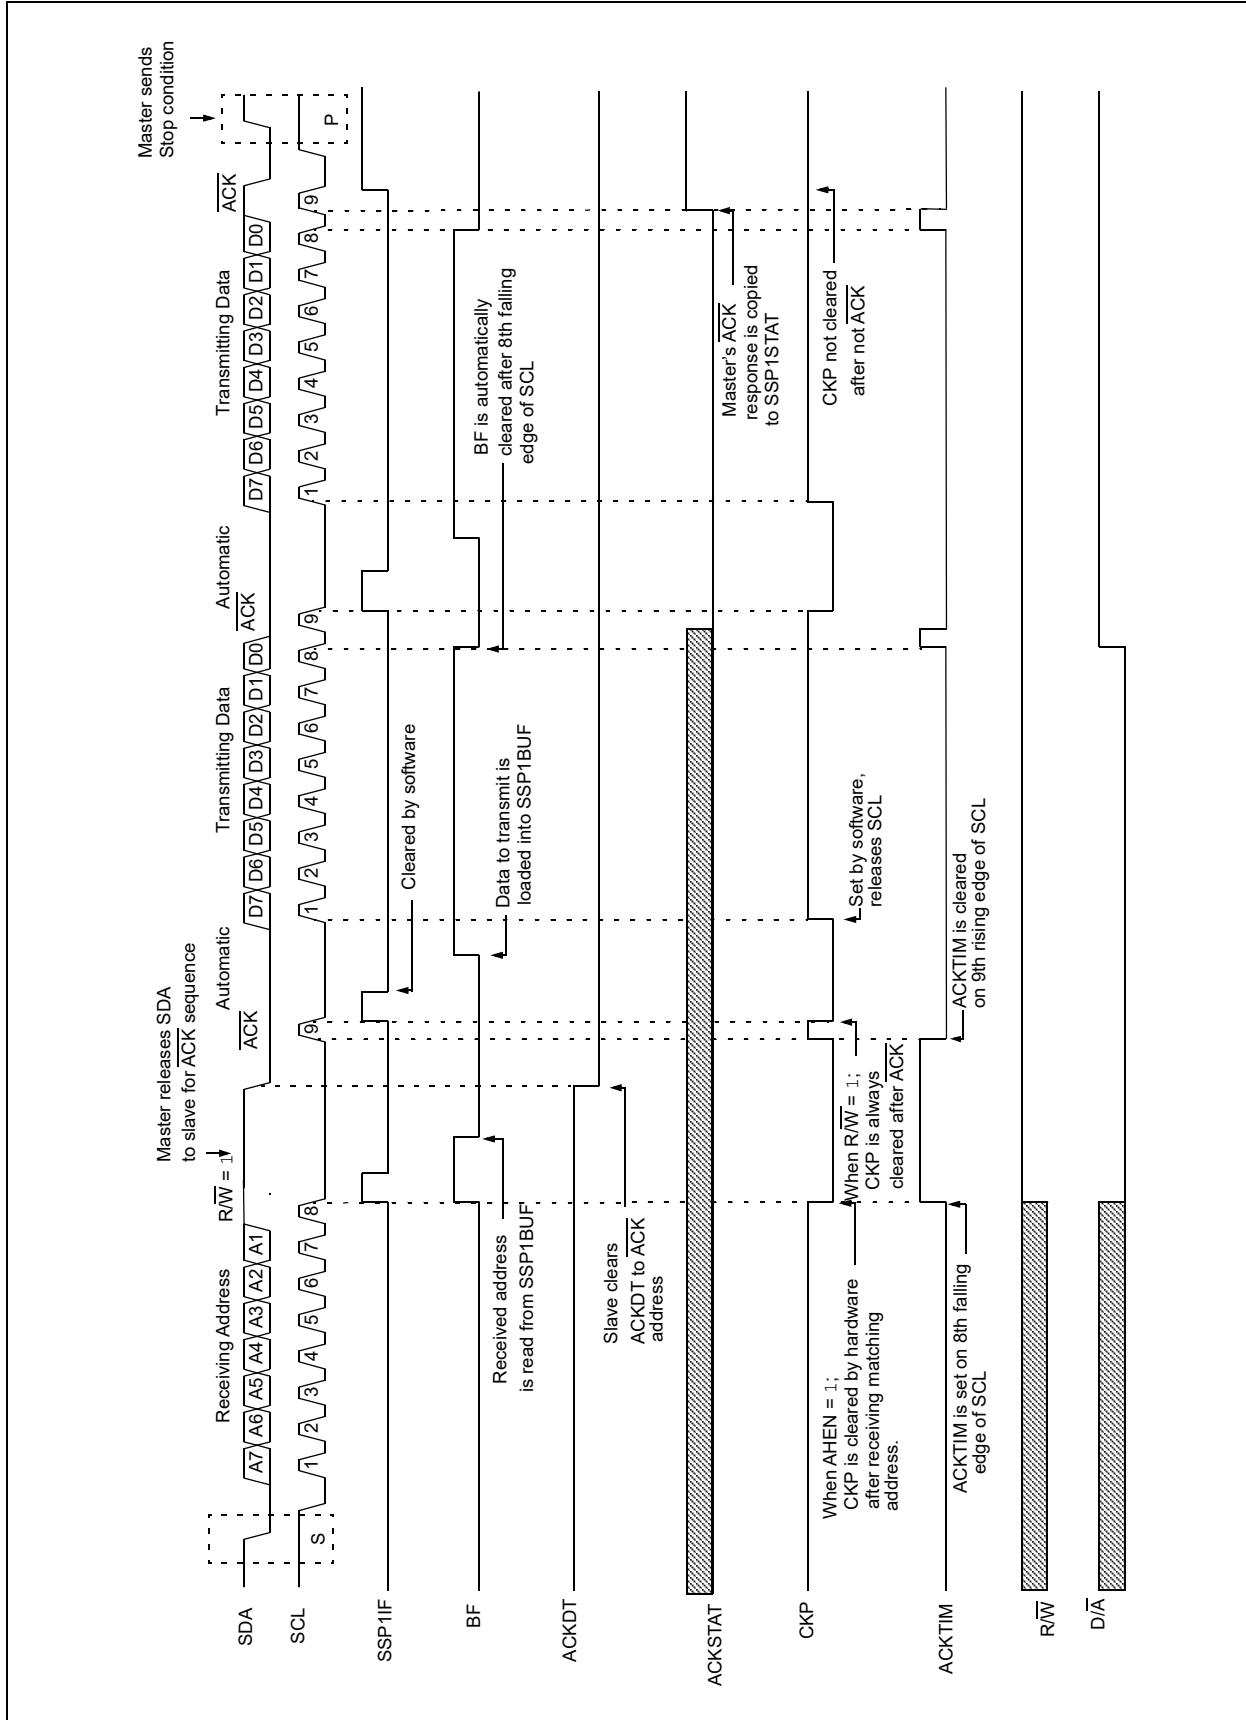 Master releases SDA
to slave for A̅C̅K̅ sequence
Master sends
Stop condition
Receiving Address
R/W̅ = 1
A̅C̅K̅
Automatic
Transmitting Data
A̅C̅K̅
Automatic
Transmitting Data
A̅C̅K̅
SDA
A7 A6 A5 A4 A3 A2 A1
D7 D6 D5 D4 D3 D2 D1 D0
D7 D6 D5 D4 D3 D2 D1 D0
SCL
S
1 2 3 4 5 6 7 8 9
1 2 3 4 5 6 7 8 9
1 2 3 4 5 6 7 8 9
P
SSP1IF
Cleared by software
BF
Received address
is read from SSP1BUF
Data to transmit is
loaded into SSP1BUF
BF is automatically
cleared after 8th falling
edge of SCL
ACKDT
Slave clears
ACKDT to A̅C̅K̅
address
ACKSTAT
Master's A̅C̅K̅
response is copied
to SSP1STAT
CKP
When AHEN = 1;
CKP is cleared by hardware
after receiving matching
address.
When R/W̅ = 1;
CKP is always
cleared after A̅C̅K̅
Set by software,
releases SCL
CKP not cleared
after not A̅C̅K̅
ACKTIM
ACKTIM is set on 8th falling
edge of SCL
ACKTIM is cleared
on 9th rising edge of SCL
R/W̅
D/A̅